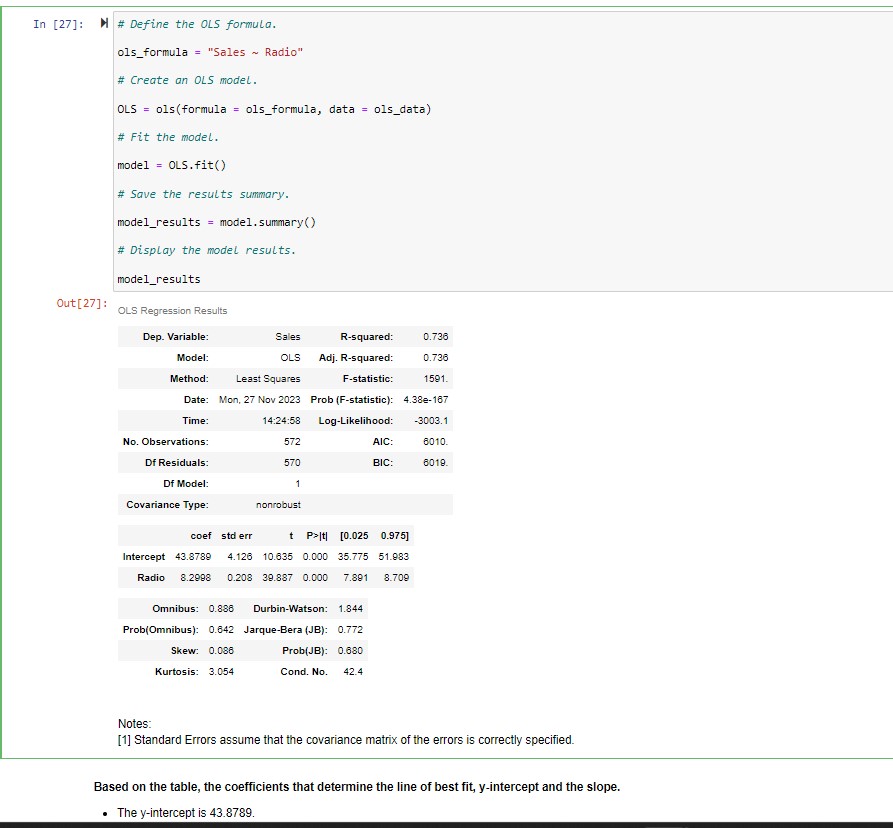 In [27]:
# Define the OLS formula.
ols_formula = "Sales ~ Radio"
# Create an OLS model.
OLS = ols(formula = ols_formula, data = ols_data)
# Fit the model.
model = OLS.fit()
# Save the results summary.
model_results = model.summary()
# Display the model results.
model_results
Out[27]:
OLS Regression Results
Dep. Variable: Sales R-squared: 0.736
Model: OLS Adj. R-squared: 0.736
Method: Least Squares F-statistic: 1591.
Date: Mon, 27 Nov 2023 Prob (F-statistic): 4.38e-167
Time: 14:24:58 Log-Likelihood: -3003.1
No. Observations: 572 AIC: 6010.
Df Residuals: 570 BIC: 6019.
Df Model: 1
Covariance Type: nonrobust
coef std err t P>|t| [0.025 0.975]
Intercept 43.8789 4.126 10.635 0.000 35.775 51.983
Radio 8.2998 0.208 39.887 0.000 7.891 8.709
Omnibus: 0.886 Durbin-Watson: 1.844
Prob(Omnibus): 0.642 Jarque-Bera (JB): 0.772
Skew: 0.086 Prob(JB): 0.680
Kurtosis: 3.054 Cond. No. 42.4
Notes:
[1] Standard Errors assume that the covariance matrix of the errors is correctly specified.
Based on the table, the coefficients that determine the line of best fit, y-intercept and the slope.
• The y-intercept is 43.8789.